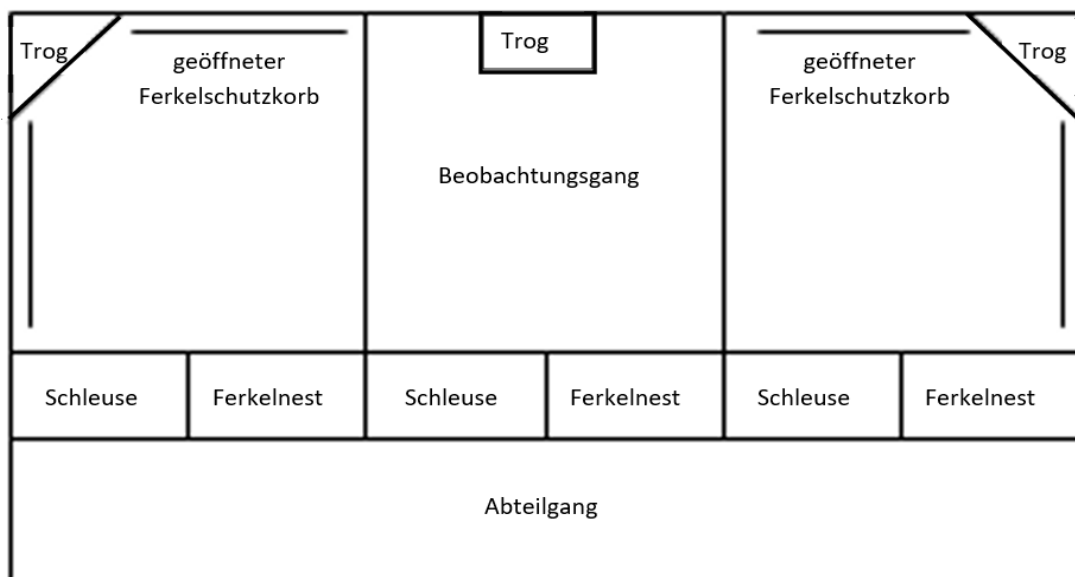 Trog
geöffneter
Ferkelschutzkorb
Trog
geöffneter
Ferkelschutzkorb
Trog
Beobachtungsgang
Schleuse
Ferkelnest
Schleuse
Ferkelnest
Schleuse
Ferkelnest
Abteilgang